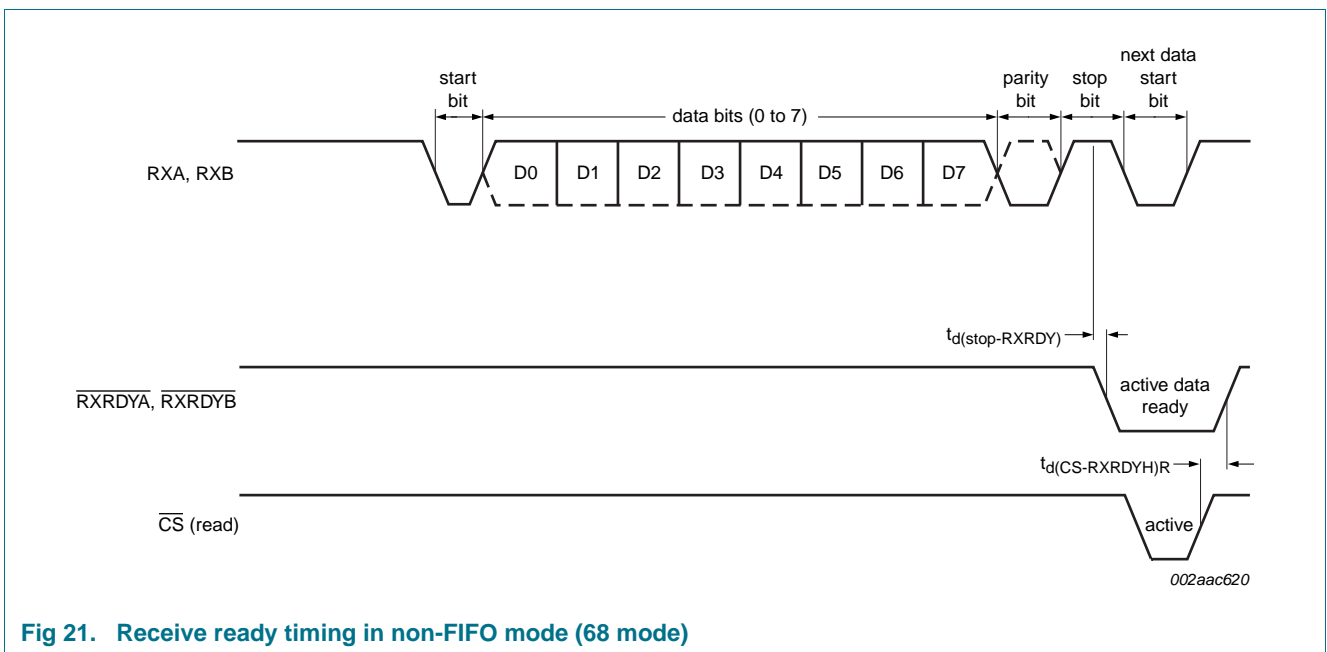 start
bit
data bits (0 to 7)
parity
bit
stop
bit
next data
start
bit
RXA, RXB
D0 D1 D2 D3 D4 D5 D6 D7
td(stop-RXRDY)
RXRDYA, RXRDYB
active data
ready
td(CS-RXRDYH)R
CS (read)
active
002aac620
Fig 21. Receive ready timing in non-FIFO mode (68 mode)